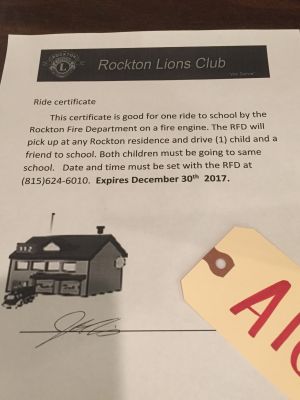 ROCKTON
L
Rockton Lions Club
"We Serve"
Ride certificate
This certificate is good for one ride to school by the
Rockton Fire Department on a fire engine. The RFD will
pick up at any Rockton residence and drive (1) child and a
friend to school. Both children must be going to same
school. Date and time must be set with the RFD at
(815)624-6010. Expires December 30th 2017.